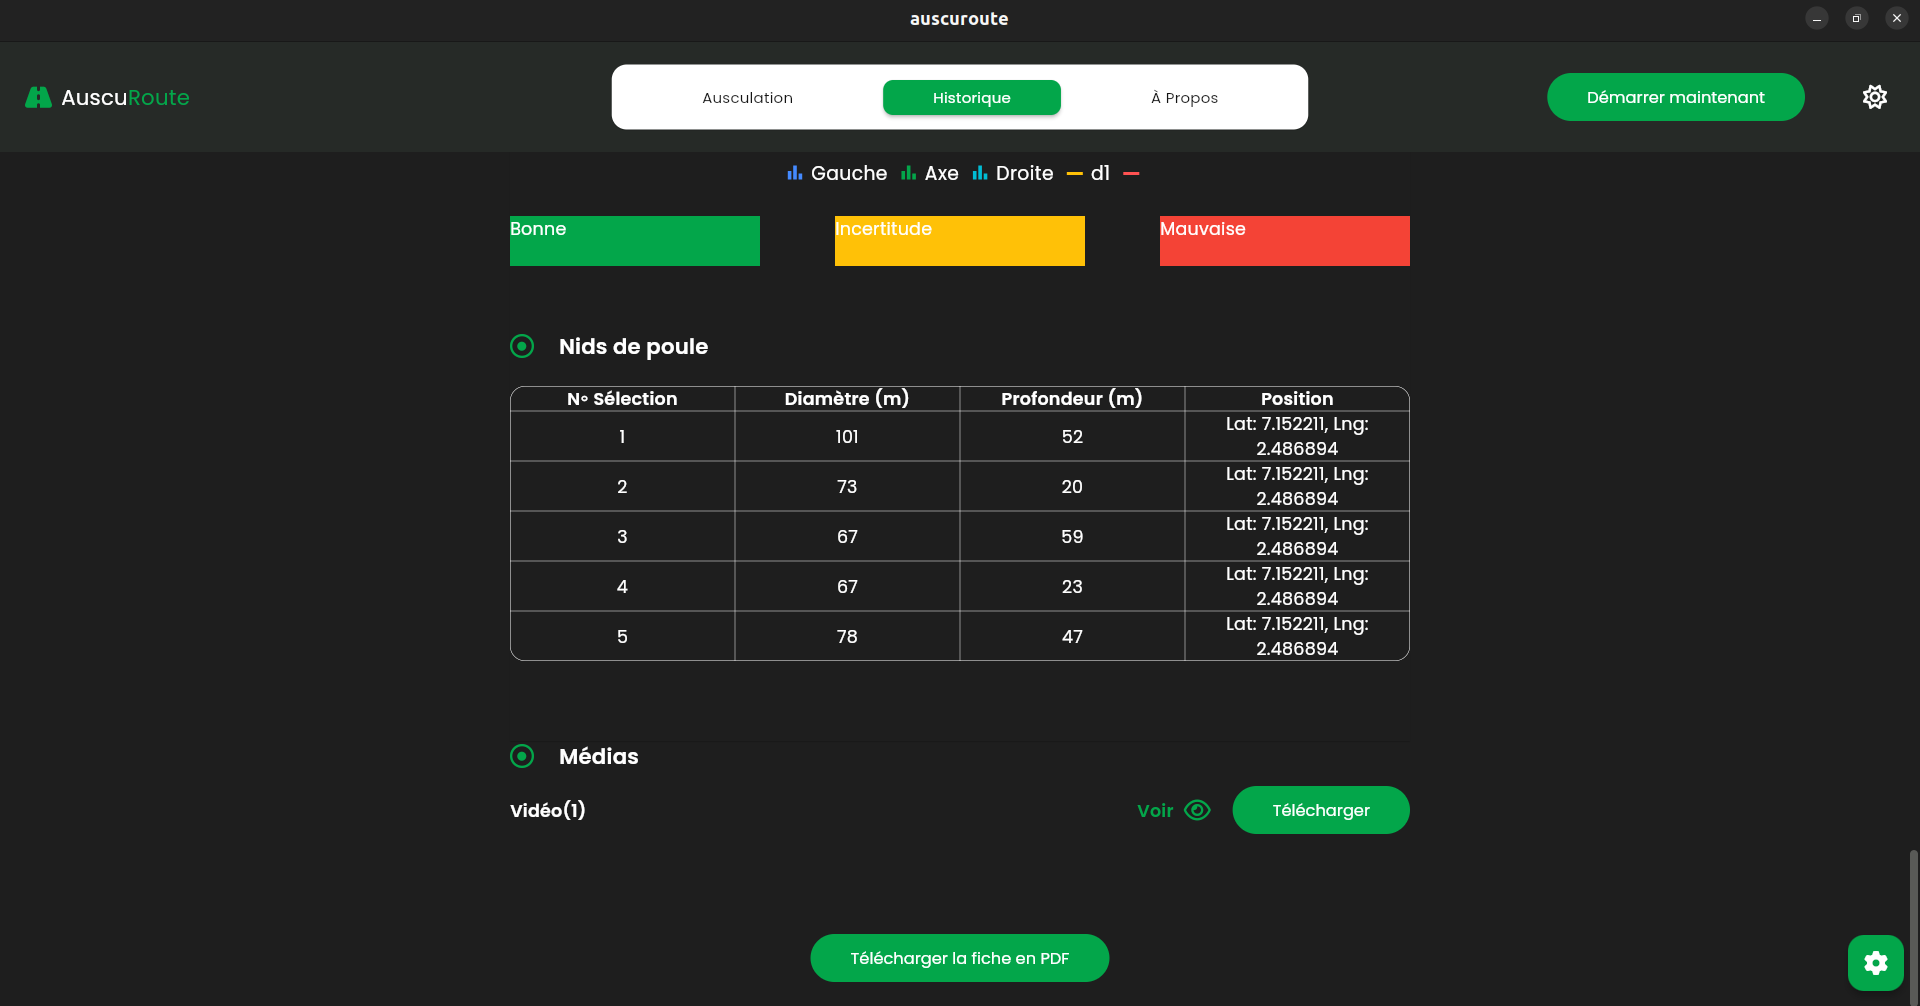 auscuroute
AuscuRoute
Auscultation
Historique
À Propos
Démarrer maintenant
Gauche Axe Droite d1
Bonne
Incertitude
Mauvaise
Nids de poule
N° Sélection Diamètre (m) Profondeur (m) Position
1 101 52 Lat: 7.152211, Lng:
2.486894
2 73 20 Lat: 7.152211, Lng:
2.486894
3 67 59 Lat: 7.152211, Lng:
2.486894
4 67 23 Lat: 7.152211, Lng:
2.486894
5 78 47 Lat: 7.152211, Lng:
2.486894
Médias
Vidéo(1)
Voir
Télécharger
Télécharger la fiche en PDF